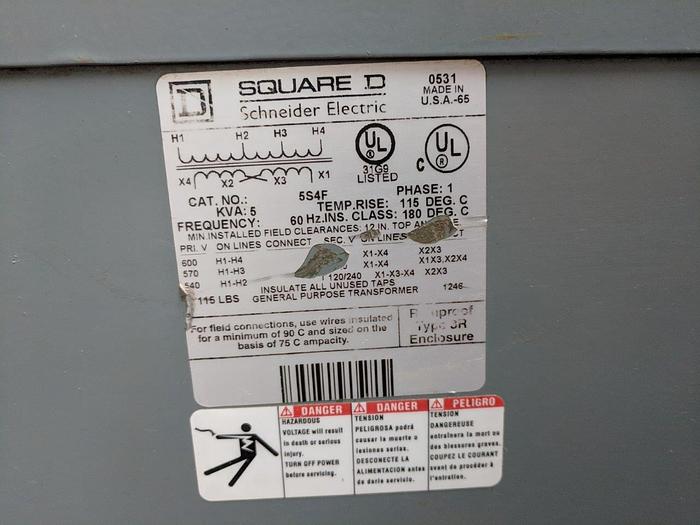 SQUARE D
Schneider Electric
0531
MADE IN
U.S.A.-65
H1 H2 H3 H4
X4 X2 X3 X1
UL
31G9
LISTED
C UL
CAT. NO.: 5S4F
PHASE: 1
KVA: 5 TEMP.RISE: 115 DEG. C
FREQUENCY: 60 Hz. INS. CLASS: 180 DEG. C
MIN.INSTALLED FIELD CLEARANCES: 12 IN. TOP
PRI. V ON LINES CONNECT SEC. V ON LINES
600 H1-H4 X1-X4 X2X3
570 H1-H3 X1-X4 X1X3,X2X4
540 H1-H2 120/240 X1-X3-X4 X2X3
INSULATE ALL UNUSED TAPS
115 LBS GENERAL PURPOSE TRANSFORMER 1246
For field connections, use wires insulated
for a minimum of 90 C and sized on the
basis of 75 C ampacity.
Type 3R
Enclosure
DANGER
HAZARDOUS
VOLTAGE will result
in death or serious
injury.
TURN OFF POWER
before servicing.
DANGER
TENSION
PELIGROSA podrá
causar la muerte o
lesiones serias.
DESCONECTE LA
ALIMENTACION antes
de darle servicio.
PELIGRO
TENSION
DANGEREUSE
entraînera la mort ou
des blessures graves.
COUPEZ LE COURANT
avant de procéder à
l'entration.